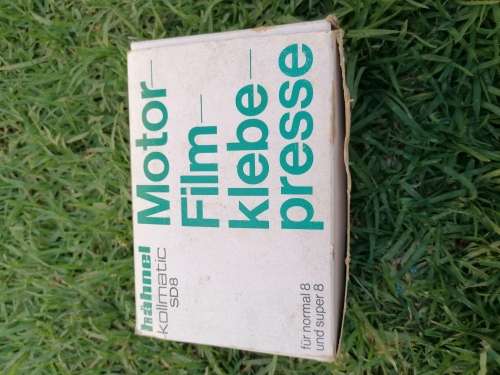 hähnel
kollmatic
SD8
Motor-
Film-
klebe-
presse
für normal 8
und super 8